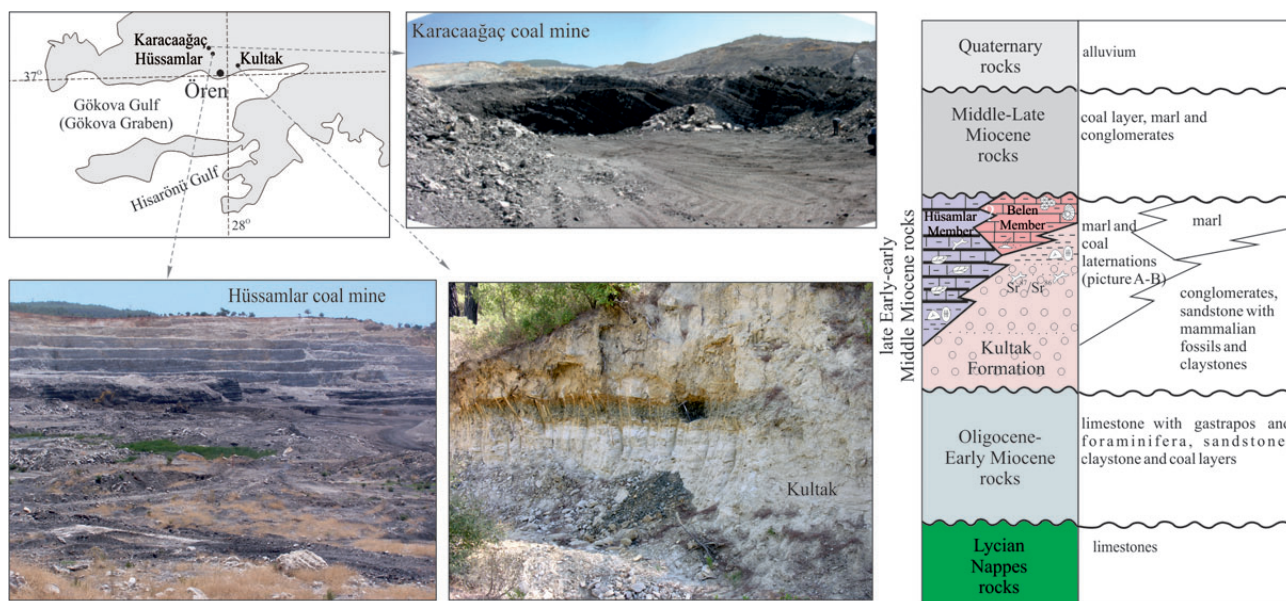 Karacaağaç
Hüssamlar
Kultak
37°
Ören
Gökova Gulf
(Gökova Graben)
Hisarönü Gulf
28°
Karacaağaç coal mine
Hüssamlar coal mine
Kultak
Quaternary
rocks
alluvium
Middle-Late
Miocene
rocks
coal layer, marl and
conglomerates
late Early-early
Middle Miocene rocks
Hüsamlar
Member
Belen
Member
marl and
coal
laternations
(picture A-B)
marl
conglomerates,
sandstone with
mammalian
fossils and
claystones
Kultak
Formation
Oligocene-
Early Miocene
rocks
limestone with gastrapos and
foraminifera, sandstone
claystone and coal layers
Lycian
Nappes
rocks
limestones